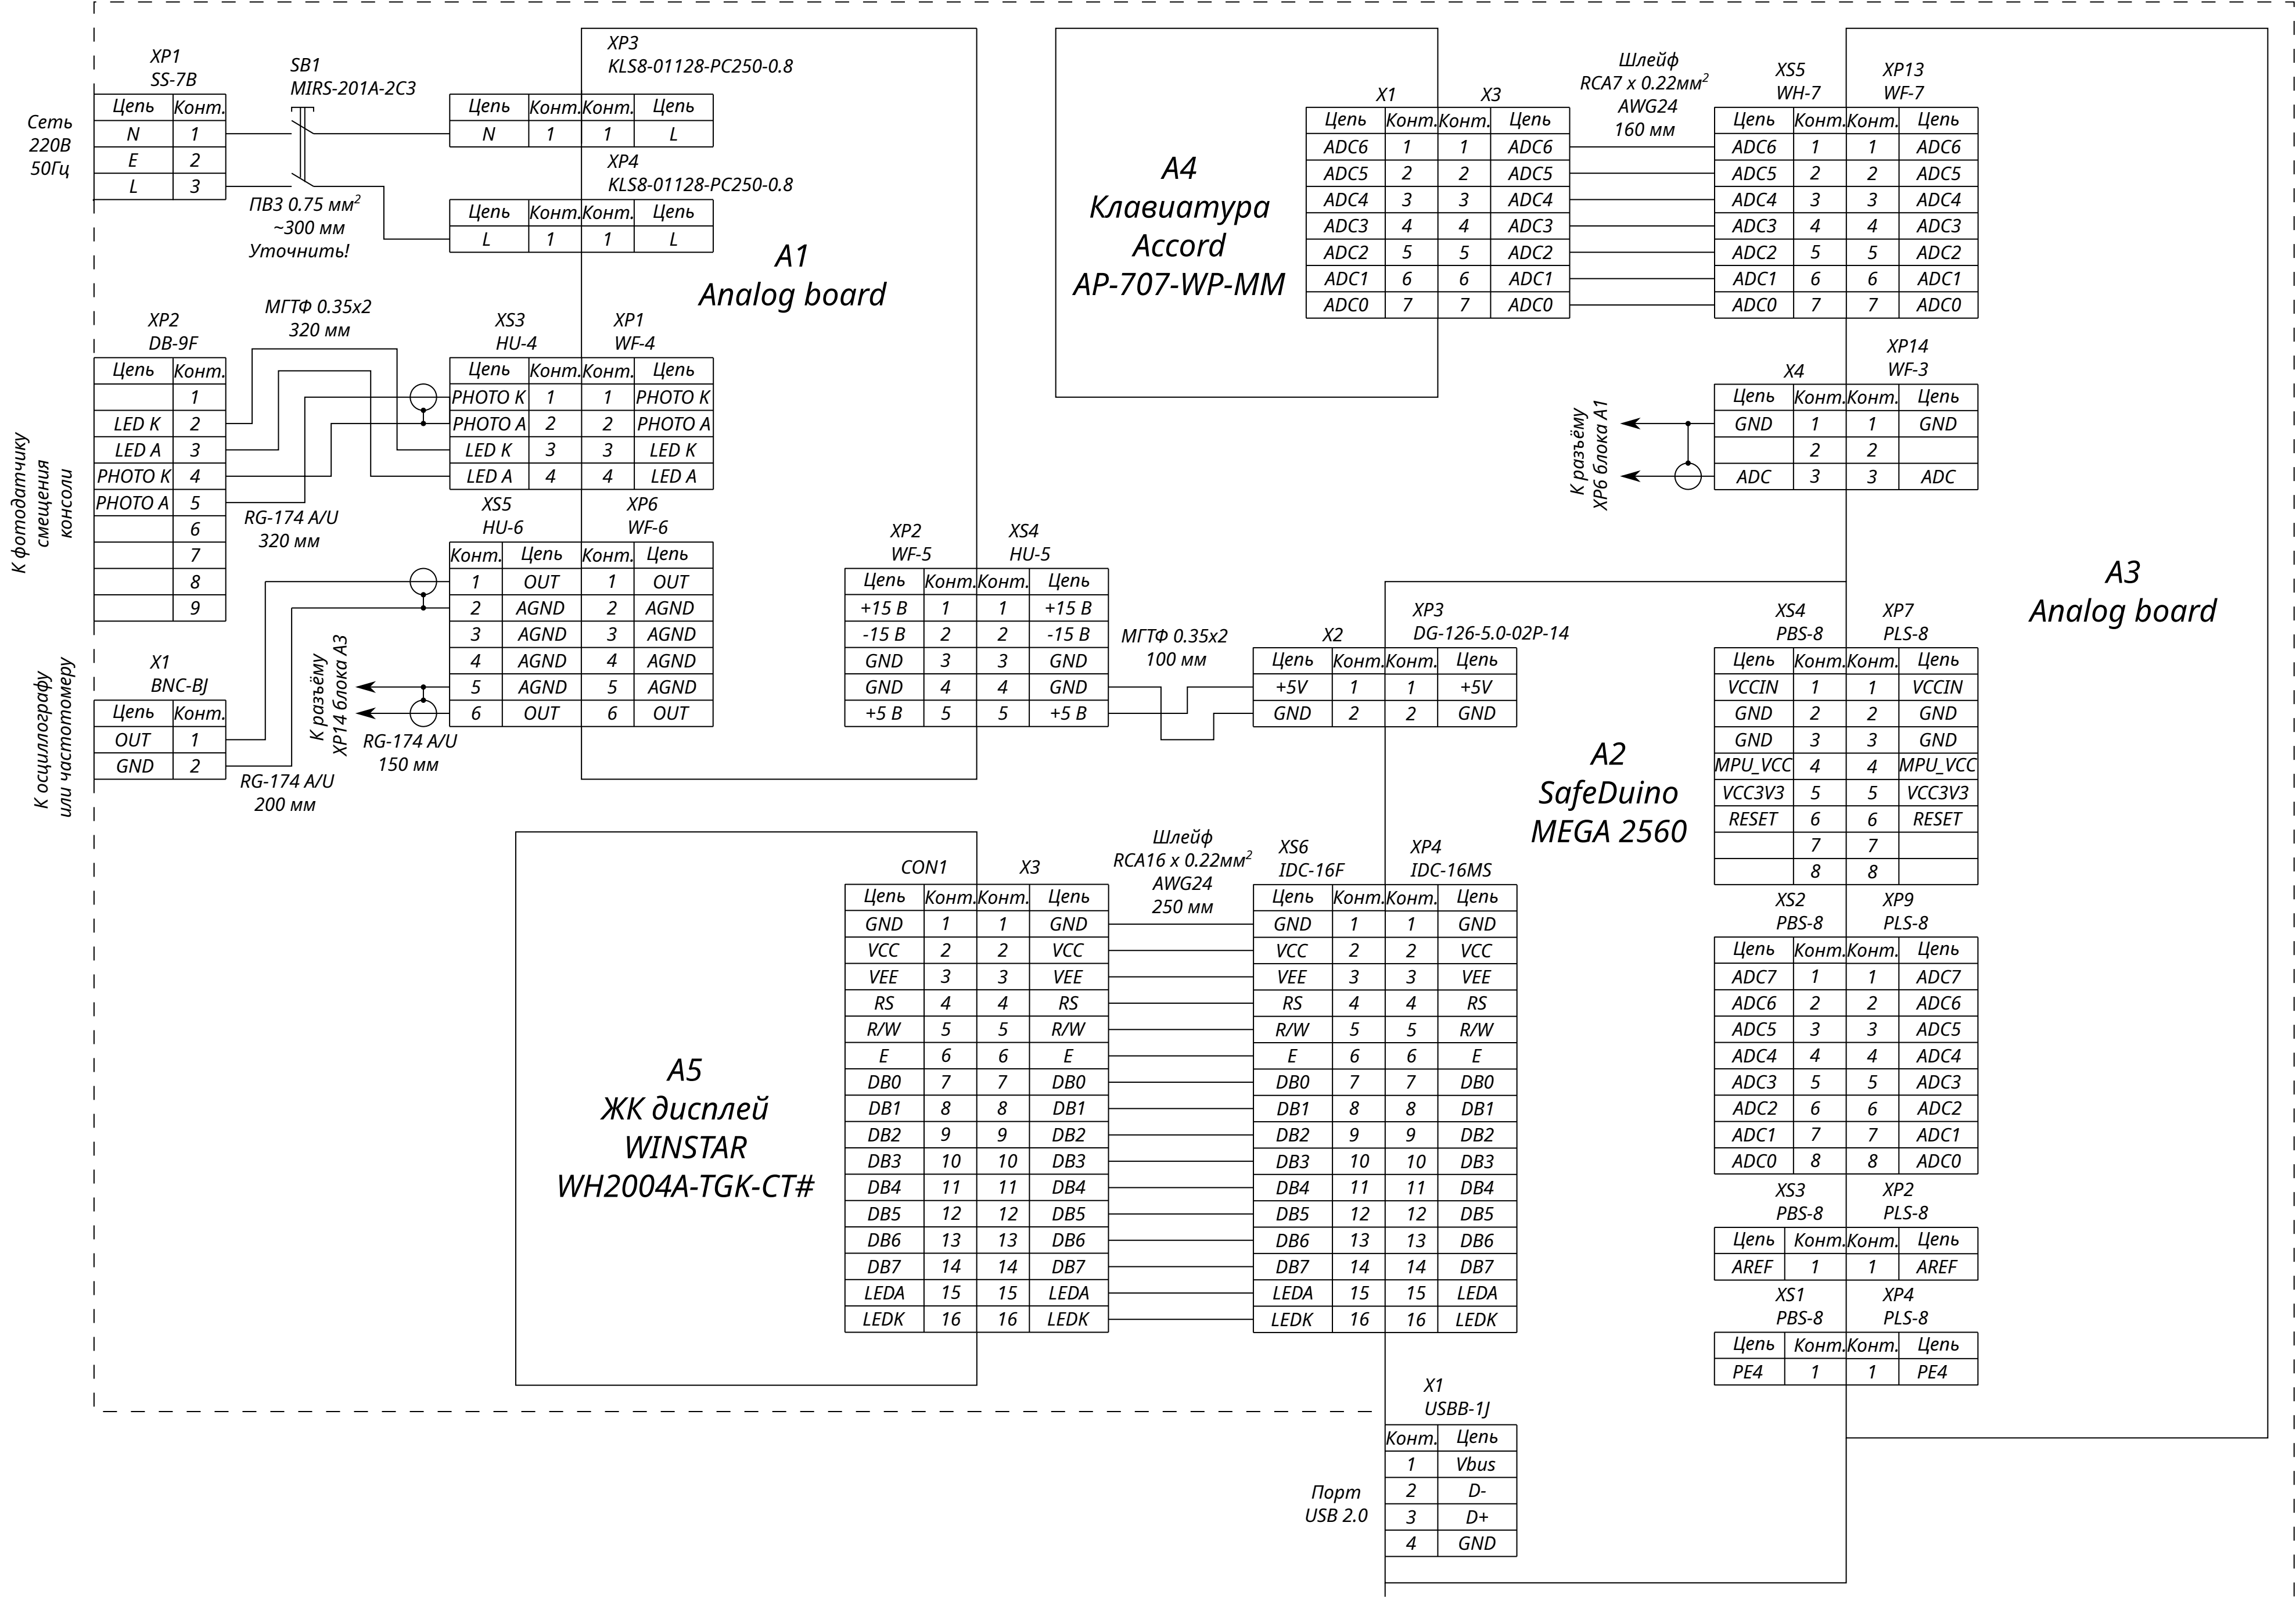 Сеть
220В
50Гц
XP1
SS-7B
Цепь Конт.
N 1
E 2
L 3
SB1
MIRS-201A-2C3
ПВ3 0.75 мм²
~300 мм
Уточнить!
XP3
KLS8-01128-PC250-0.8
Цепь Конт. Конт. Цепь
N 1 1 L
XP4
KLS8-01128-PC250-0.8
Цепь Конт. Конт. Цепь
L 1 1 L
A1
Analog board
К фотодатчику
смещения
консоли
XP2
DB-9F
Цепь Конт.
1
LED K 2
LED A 3
PHOTO K 4
PHOTO A 5
6
7
8
9
МГТФ 0.35x2
320 мм
RG-174 A/U
320 мм
XS3
HU-4
XP1
WF-4
Цепь Конт. Конт. Цепь
PHOTO K 1 1 PHOTO K
PHOTO A 2 2 PHOTO A
LED K 3 3 LED K
LED A 4 4 LED A
XS5
HU-6
XP6
WF-6
Конт. Цепь Конт. Цепь
1 OUT 1 OUT
2 AGND 2 AGND
3 AGND 3 AGND
4 AGND 4 AGND
5 AGND 5 AGND
6 OUT 6 OUT
К разъёму
XP14 блока A3
RG-174 A/U
150 мм
К осциллографу
или частотомеру
X1
BNC-BJ
Цепь Конт.
OUT 1
GND 2
RG-174 A/U
200 мм
XP2
WF-5
XS4
HU-5
Цепь Конт. Конт. Цепь
+15 В 1 1 +15 В
-15 В 2 2 -15 В
GND 3 3 GND
GND 4 4 GND
+5 В 5 5 +5 В
МГТФ 0.35x2
100 мм
X2
XP3
DG-126-5.0-02P-14
Цепь Конт. Конт. Цепь
+5V 1 1 +5V
GND 2 2 GND
A4
Клавиатура
Accord
AP-707-WP-MM
X1 X3
Цепь Конт. Конт. Цепь
ADC6 1 1 ADC6
ADC5 2 2 ADC5
ADC4 3 3 ADC4
ADC3 4 4 ADC3
ADC2 5 5 ADC2
ADC1 6 6 ADC1
ADC0 7 7 ADC0
Шлейф
RCA7 x 0.22мм²
AWG24
160 мм
XS5
WH-7
XP13
WF-7
Цепь Конт. Конт. Цепь
ADC6 1 1 ADC6
ADC5 2 2 ADC5
ADC4 3 3 ADC4
ADC3 4 4 ADC3
ADC2 5 5 ADC2
ADC1 6 6 ADC1
ADC0 7 7 ADC0
К разъёму
XP6 блока A1
X4
XP14
WF-3
Цепь Конт. Конт. Цепь
GND 1 1 GND
2 2
ADC 3 3 ADC
A3
Analog board
A2
SafeDuino
MEGA 2560
XS4
PBS-8
XP7
PLS-8
Цепь Конт. Конт. Цепь
VCCIN 1 1 VCCIN
GND 2 2 GND
GND 3 3 GND
MPU_VCC 4 4 MPU_VCC
VCC3V3 5 5 VCC3V3
RESET 6 6 RESET
7 7
8 8
XS2
PBS-8
XP9
PLS-8
Цепь Конт. Конт. Цепь
ADC7 1 1 ADC7
ADC6 2 2 ADC6
ADC5 3 3 ADC5
ADC4 4 4 ADC4
ADC3 5 5 ADC3
ADC2 6 6 ADC2
ADC1 7 7 ADC1
ADC0 8 8 ADC0
XS3
PBS-8
XP2
PLS-8
Цепь Конт. Конт. Цепь
AREF 1 1 AREF
XS1
PBS-8
XP4
PLS-8
Цепь Конт. Конт. Цепь
PE4 1 1 PE4
A5
ЖК дисплей
WINSTAR
WH2004A-TGK-CT#
CON1 X3
Цепь Конт. Конт. Цепь
GND 1 1 GND
VCC 2 2 VCC
VEE 3 3 VEE
RS 4 4 RS
R/W 5 5 R/W
E 6 6 E
DB0 7 7 DB0
DB1 8 8 DB1
DB2 9 9 DB2
DB3 10 10 DB3
DB4 11 11 DB4
DB5 12 12 DB5
DB6 13 13 DB6
DB7 14 14 DB7
LEDA 15 15 LEDA
LEDK 16 16 LEDK
Шлейф
RCA16 x 0.22мм²
AWG24
250 мм
XS6
IDC-16F
XP4
IDC-16MS
Цепь Конт. Конт. Цепь
GND 1 1 GND
VCC 2 2 VCC
VEE 3 3 VEE
RS 4 4 RS
R/W 5 5 R/W
E 6 6 E
DB0 7 7 DB0
DB1 8 8 DB1
DB2 9 9 DB2
DB3 10 10 DB3
DB4 11 11 DB4
DB5 12 12 DB5
DB6 13 13 DB6
DB7 14 14 DB7
LEDA 15 15 LEDA
LEDK 16 16 LEDK
Порт
USB 2.0
X1
USBB-1J
Конт. Цепь
1 Vbus
2 D-
3 D+
4 GND